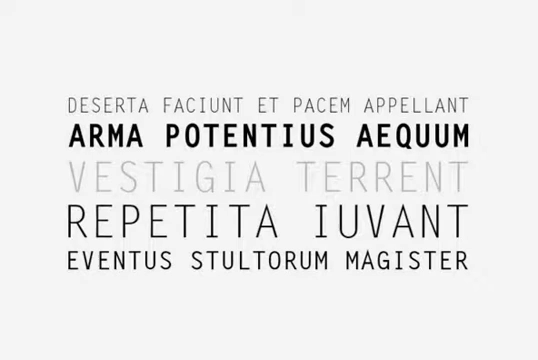 DESERTA FACIUNT ET PACEM APPELLANT
ARMA POTENTIUS AEQUUM
VESTIGIA TERRENT
REPETITA IUVANT
EVENTUS STULTORUM MAGISTER